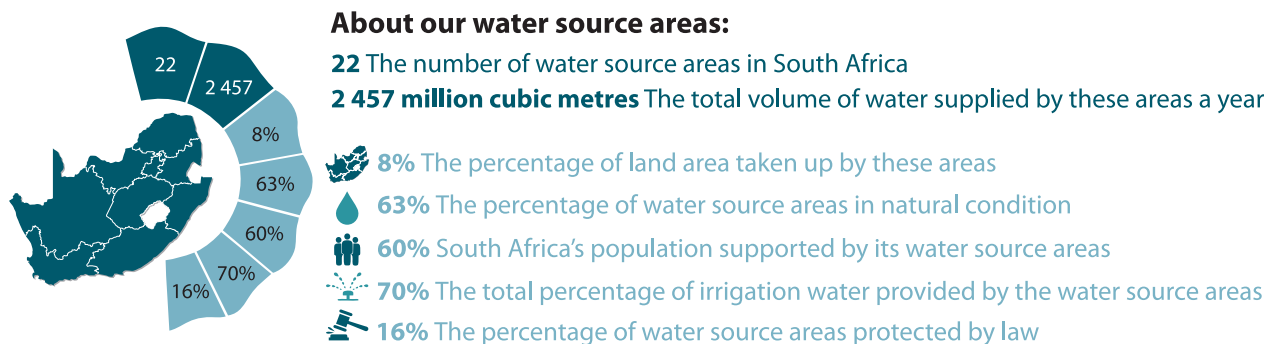 22
2 457
8%
63%
60%
70%
16%
About our water source areas:
22 The number of water source areas in South Africa
2 457 million cubic metres The total volume of water supplied by these areas a year
8% The percentage of land area taken up by these areas
63% The percentage of water source areas in natural condition
60% South Africa's population supported by its water source areas
70% The total percentage of irrigation water provided by the water source areas
16% The percentage of water source areas protected by law